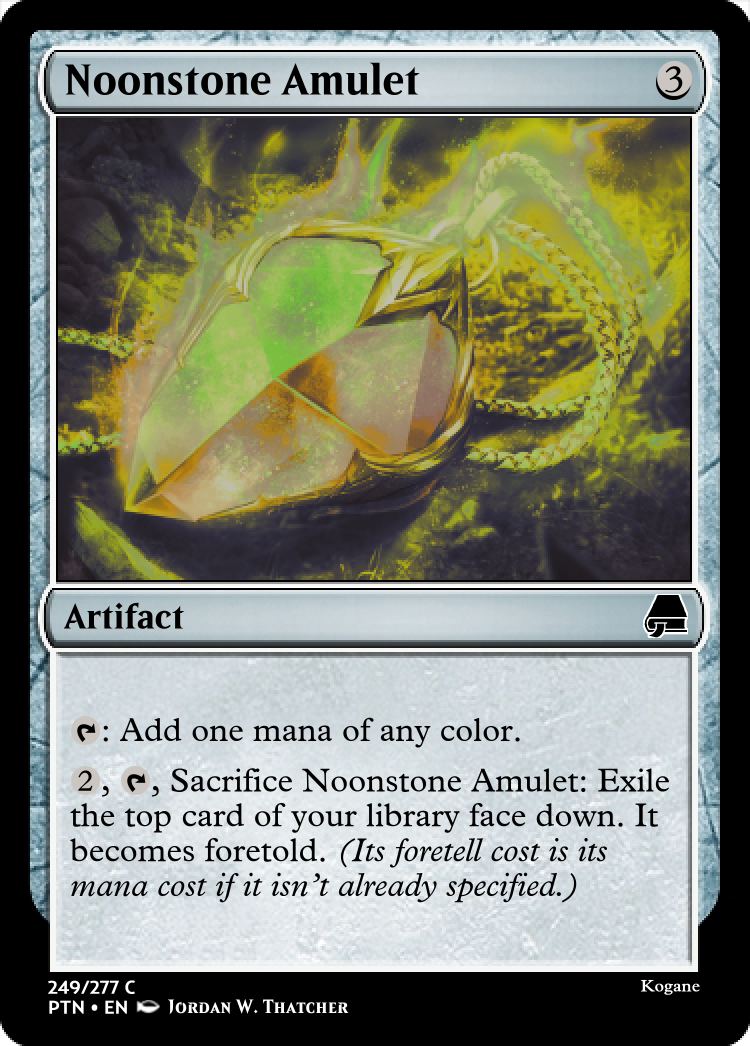 Noonstone Amulet 3
Artifact
: Add one mana of any color.
2, , Sacrifice Noonstone Amulet: Exile
the top card of your library face down. It
becomes foretold. (Its foretell cost is its
mana cost if it isn't already specified.)
249/277 C Kogane
PTN • EN Jordan W. Thatcher